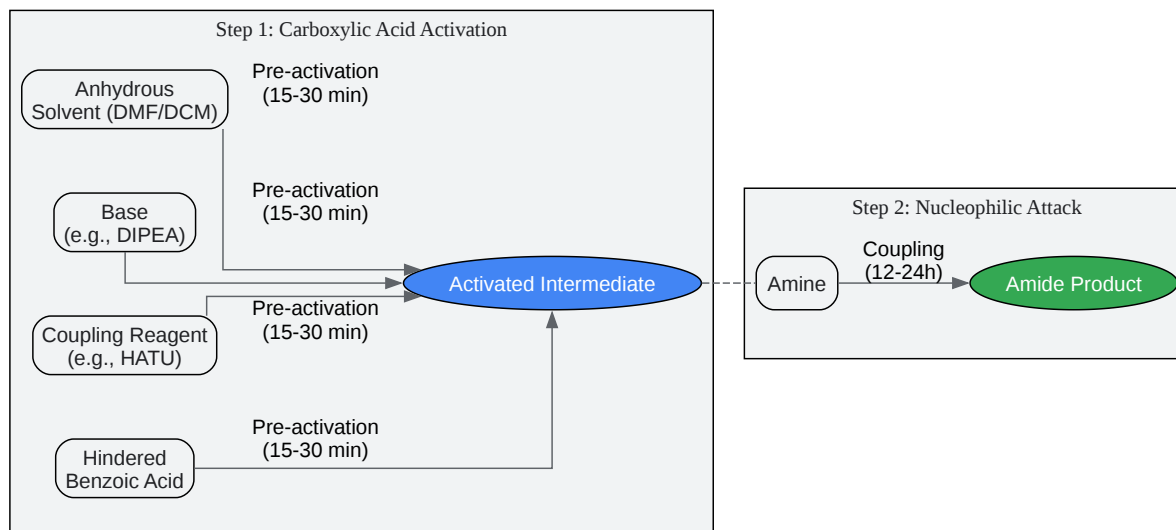 Step 1: Carboxylic Acid Activation
Anhydrous
Solvent (DMF/DCM)
Pre-activation
(15-30 min)
Base
(e.g., DIPEA)
Pre-activation
(15-30 min)
Coupling Reagent
(e.g., HATU)
Pre-activation
(15-30 min)
Hindered
Benzoic Acid
Pre-activation
(15-30 min)
Activated Intermediate
Step 2: Nucleophilic Attack
Amine
Coupling
(12-24h)
Amide Product